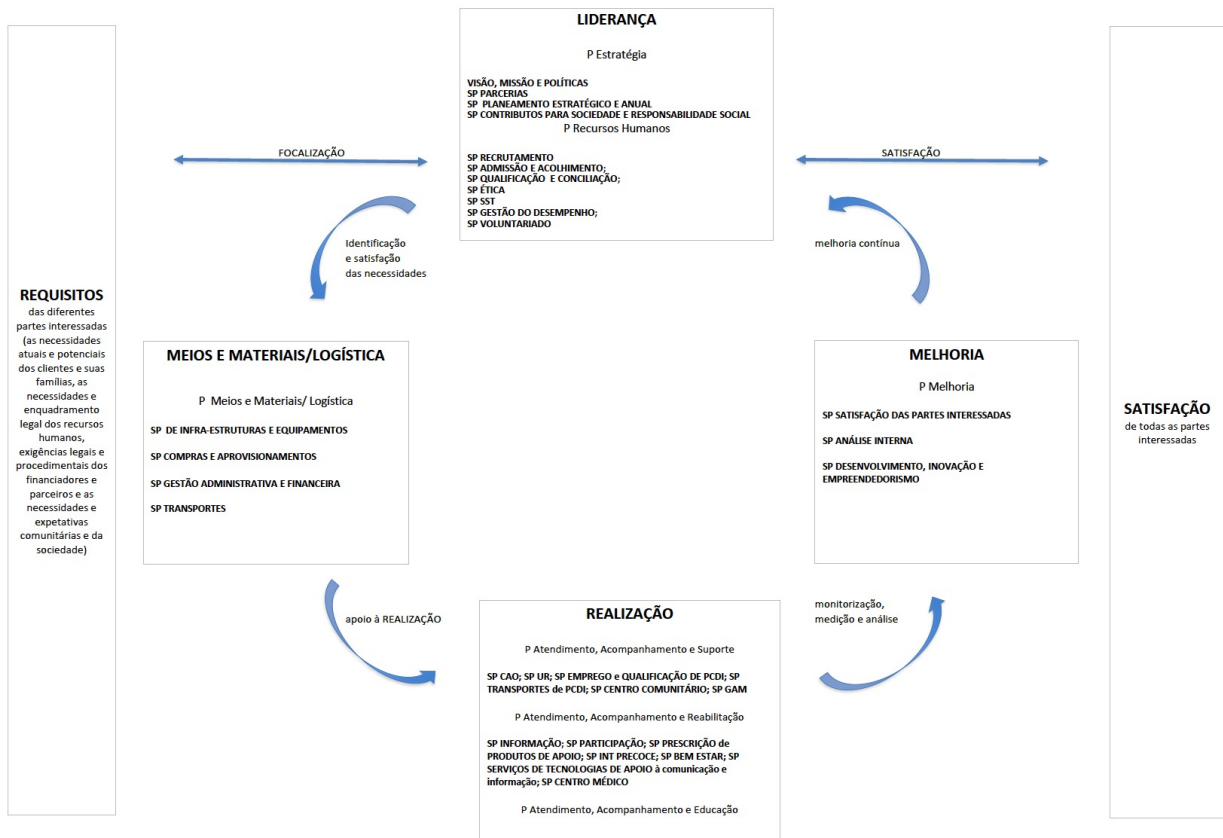 LIDERANÇA
P Estratégia
VISÃO, MISSÃO E POLÍTICAS
SP PARCERIAS
SP PLANEAMENTO ESTRATÉGICO E ANUAL
SP CONTRIBUTOS PARA SOCIEDADE E RESPONSABILIDADE SOCIAL
P Recursos Humanos
SP RECRUTAMENTO
SP ADMISSÃO E ACOLHIMENTO;
SP QUALIFICAÇÃO E CONCILIAÇÃO;
SP ÉTICA
SP SST
SP GESTÃO DO DESEMPENHO;
SP VOLUNTARIADO
FOCALIZAÇÃO
SATISFAÇÃO
Identificação
e satisfação
das necessidades
melhoria contínua
REQUISITOS
das diferentes
partes interessadas
(as necessidades
atuais e potenciais
dos clientes e suas
famílias, as
necessidades e
enquadramento
legal dos recursos
humanos,
exigências legais e
procedimentais dos
financiadores e
parceiros e as
necessidades e
expetativas
comunitárias e da
sociedade)
MEIOS E MATERIAIS/LOGÍSTICA
P Meios e Materiais/ Logística
SP DE INFRA-ESTRUTURAS E EQUIPAMENTOS
SP COMPRAS E APROVISIONAMENTOS
SP GESTÃO ADMINISTRATIVA E FINANCEIRA
SP TRANSPORTES
MELHORIA
P Melhoria
SP SATISFAÇÃO DAS PARTES INTERESSADAS
SP ANÁLISE INTERNA
SP DESENVOLVIMENTO, INOVAÇÃO E
EMPREENDEDORISMO
SATISFAÇÃO
de todas as partes
interessadas
apoio à REALIZAÇÃO
monitorização,
medição e análise
REALIZAÇÃO
P Atendimento, Acompanhamento e Suporte
SP CAO; SP UR; SP EMPREGO e QUALIFICAÇÃO DE PCDI; SP
TRANSPORTES de PCDI; SP CENTRO COMUNITÁRIO; SP GAM
P Atendimento, Acompanhamento e Reabilitação
SP INFORMAÇÃO; SP PARTICIPAÇÃO; SP PRESCRIÇÃO de
PRODUTOS DE APOIO; SP INT PRECOCE; SP BEM ESTAR; SP
SERVIÇOS DE TECNOLOGIAS DE APOIO à comunicação e
informação; SP CENTRO MÉDICO
P Atendimento, Acompanhamento e Educação